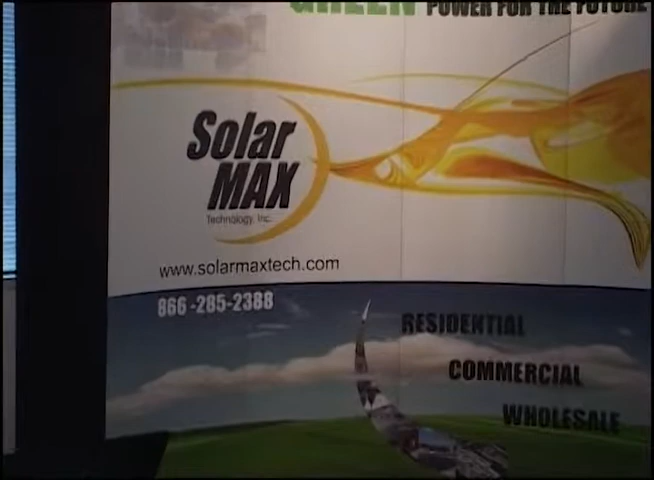 GREEN POWER FOR THE FUTURE
Solar
MAX
Technology, Inc.
www.solarmaxtech.com
866-285-2388
RESIDENTIAL
COMMERCIAL
WHOLESALE